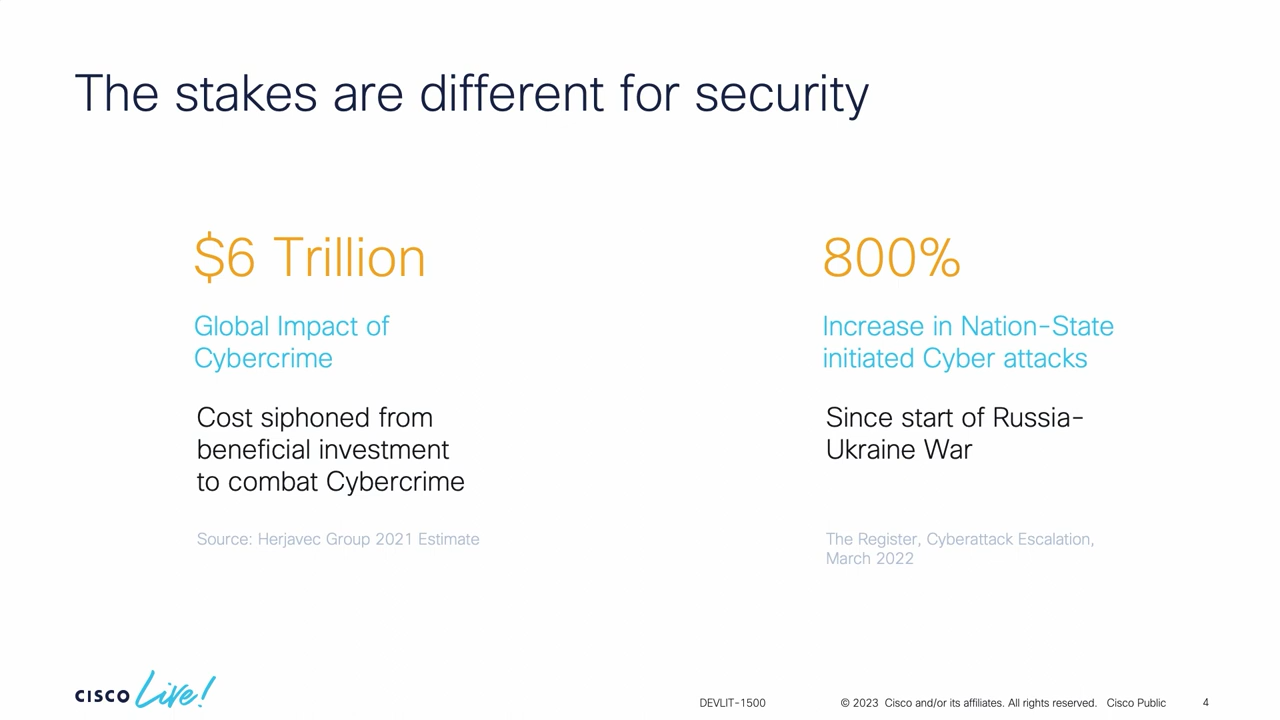 The stakes are different for security
$6 Trillion
Global Impact of
Cybercrime
Cost siphoned from
beneficial investment
to combat Cybercrime
Source: Herjavec Group 2021 Estimate
800%
Increase in Nation-State
initiated Cyber attacks
Since start of Russia-
Ukraine War
The Register, Cyberattack Escalation,
March 2022
CISCO Live!
DEVLIT-1500
© 2023 Cisco and/or its affiliates. All rights reserved. Cisco Public
4